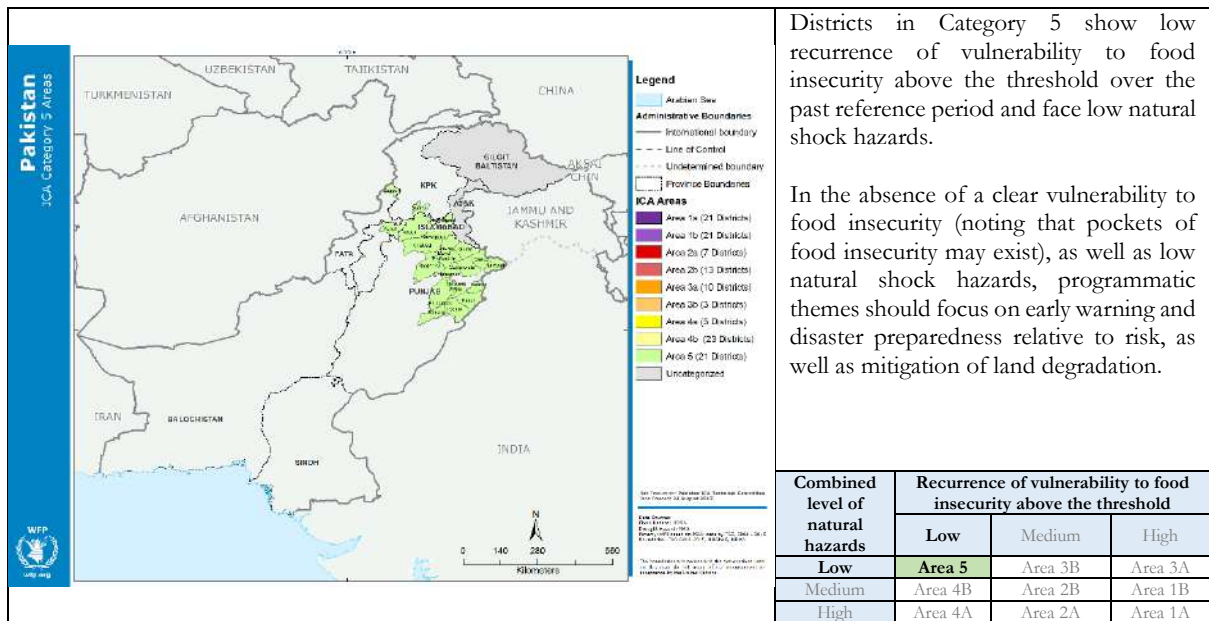 Pakistan
ICA Category 5 Areas
WFP
wfp.org
UZBEKISTAN
TAJIKISTAN
TURKMENISTAN
CHINA
GILGIT
BALTISTAN
AKSAI
CHIN
KPK
AFGHANISTAN
ISLAMABAD
JAMMU AND
KASHMIR
FATA
PUNJAB
IRAN
BALOCHISTAN
INDIA
SINDH
N
0 140 280 560
Kilometers
Legend
Arabian Sea
Administrative Boundaries
International boundary
Line of Control
Undetermined boundary
Province Boundaries
ICA Areas
Area 1a (21 Districts)
Area 1b (21 Districts)
Area 2a (7 Districts)
Area 2b (13 Districts)
Area 3a (10 Districts)
Area 3b (3 Districts)
Area 4a (5 Districts)
Area 4b (23 Districts)
Area 5 (21 Districts)
Uncategorized
Districts in Category 5 show low
recurrence of vulnerability to food
insecurity above the threshold over the
past reference period and face low natural
shock hazards.
In the absence of a clear vulnerability to
food insecurity (noting that pockets of
food insecurity may exist), as well as low
natural shock hazards, programmatic
themes should focus on early warning and
disaster preparedness relative to risk, as
well as mitigation of land degradation.
Combined
level of
natural
hazards
Recurrence of vulnerability to food
insecurity above the threshold
Low Medium High
Low Area 5 Area 3B Area 3A
Medium Area 4B Area 2B Area 1B
High Area 4A Area 2A Area 1A